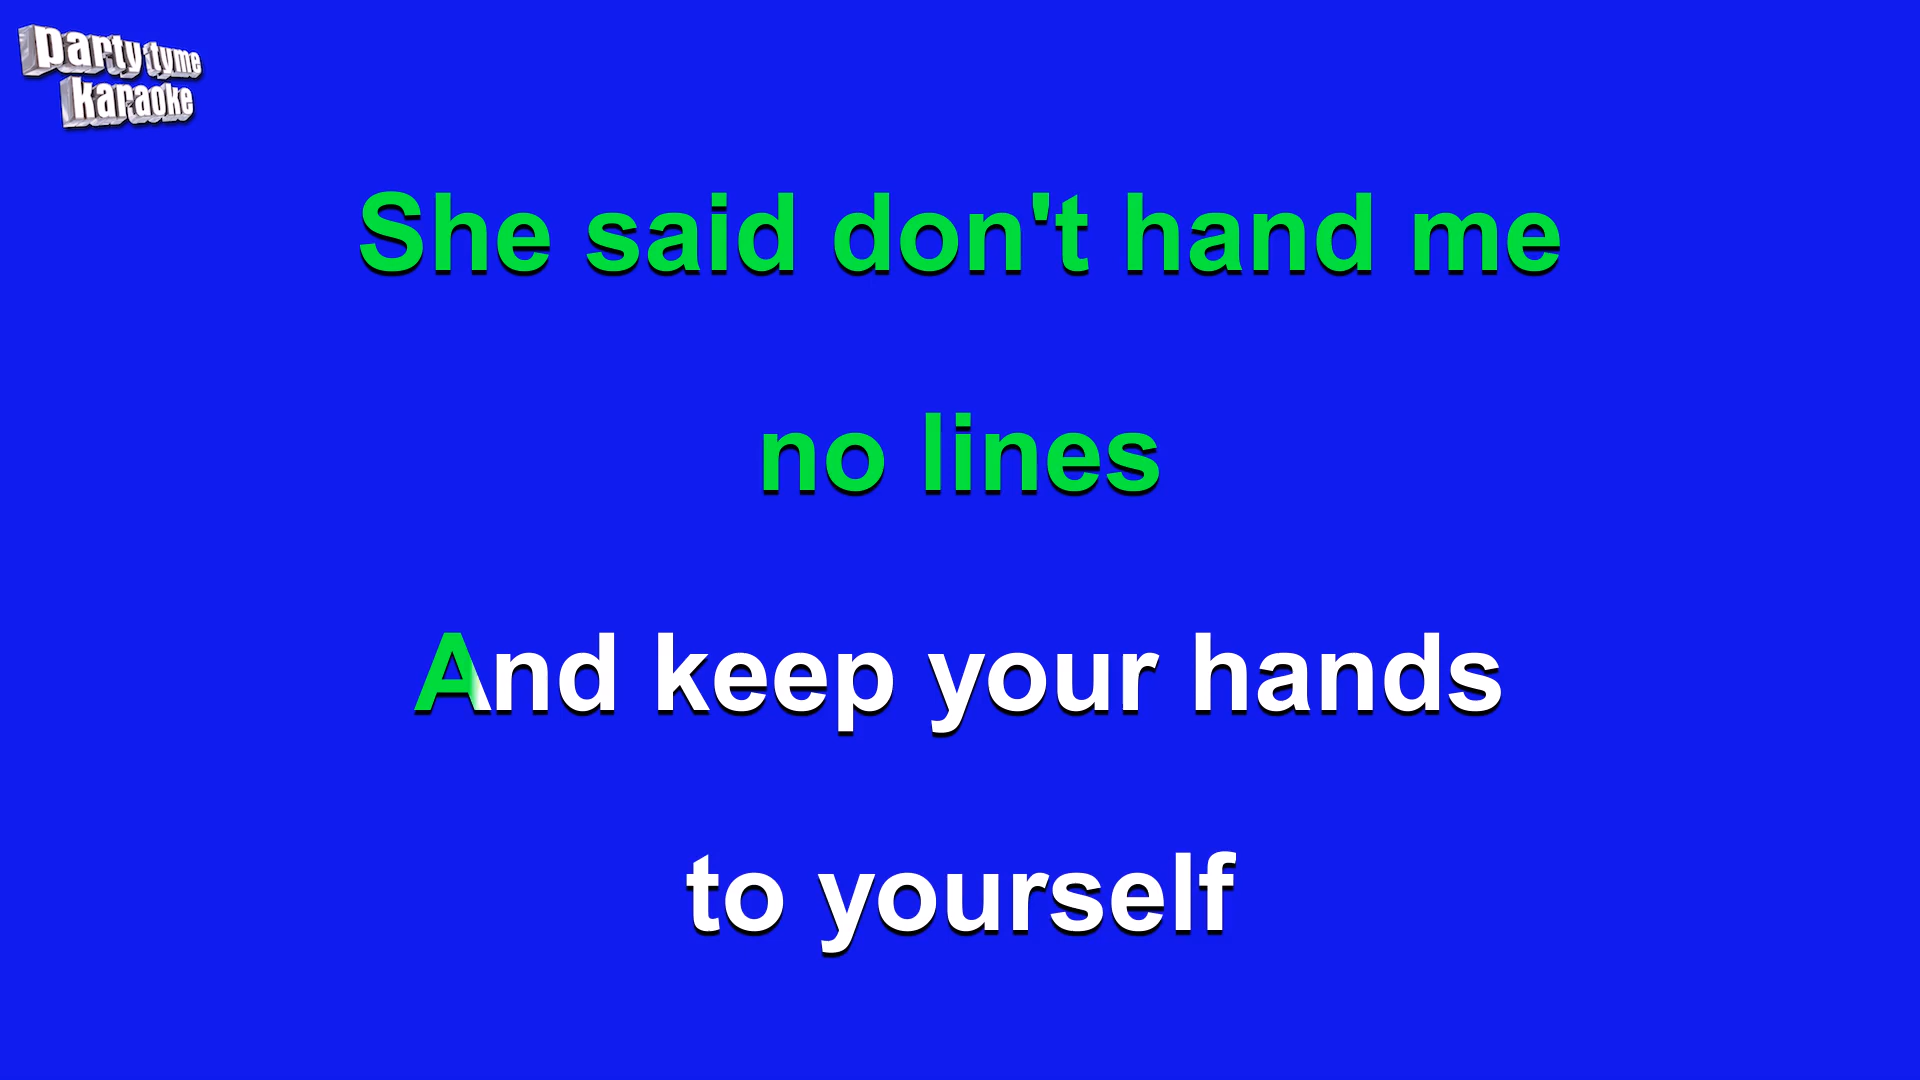 party tyme
karaoke
She said don't hand me
no lines
And keep your hands
to yourself